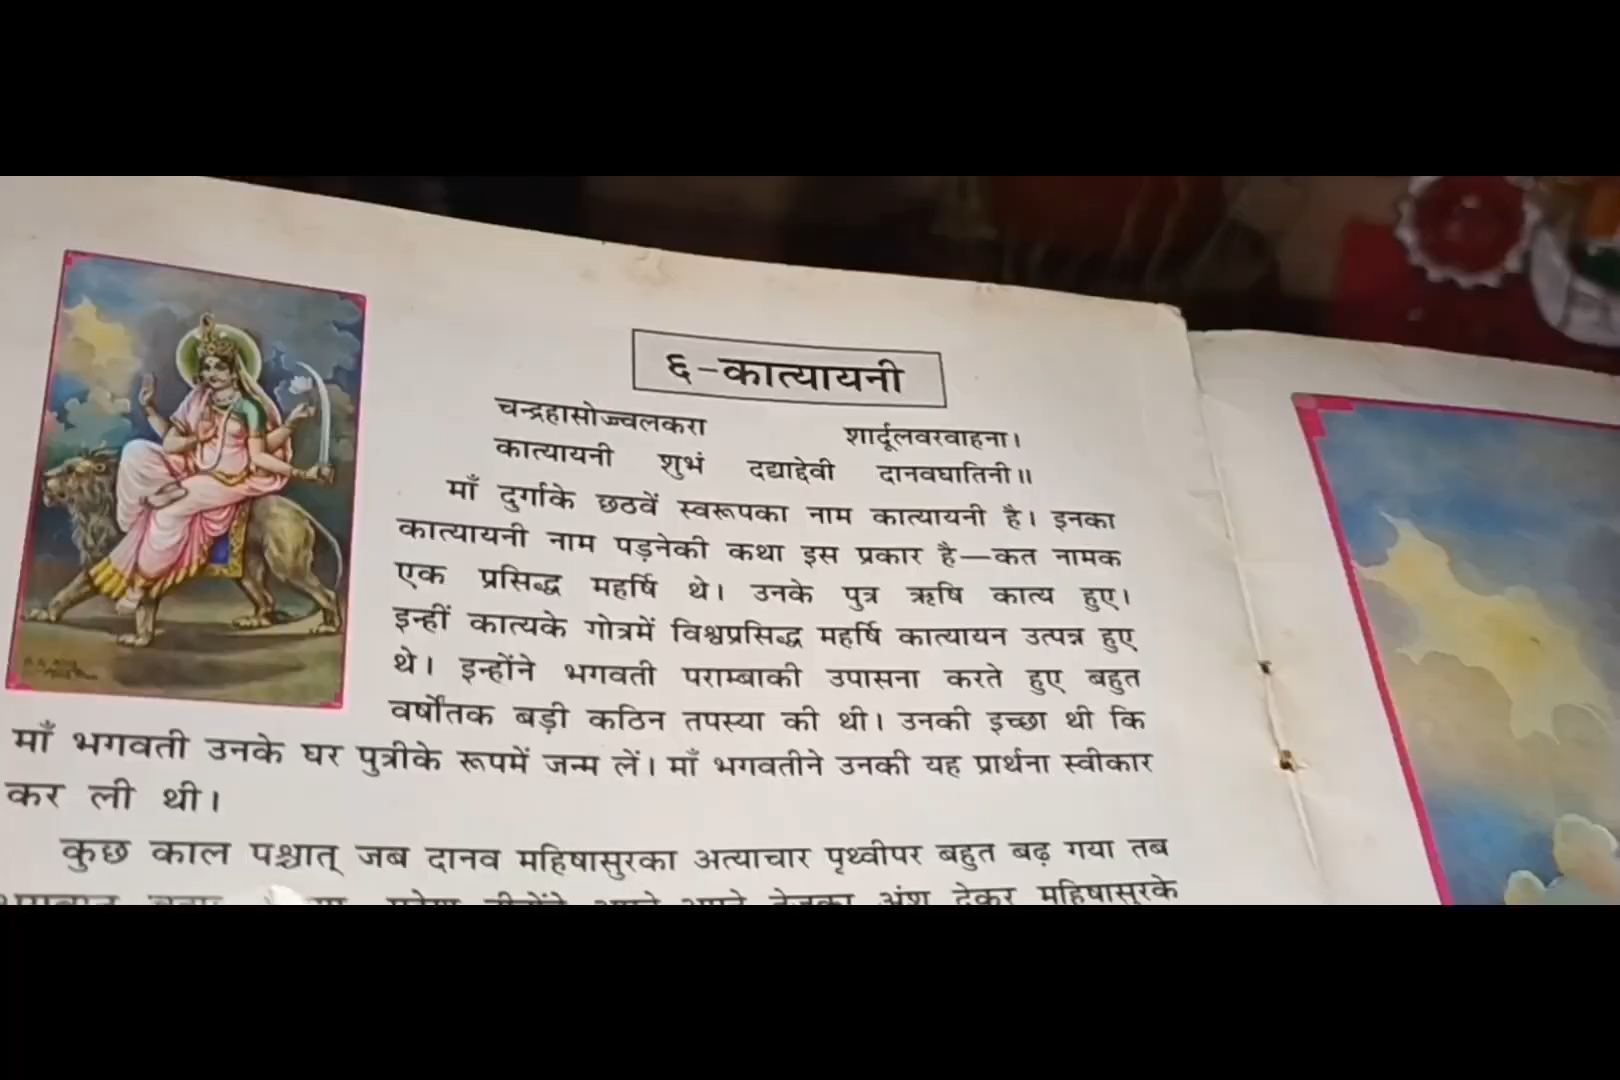 ६-कात्यायनी
चन्द्रहासोज्ज्वलकरा शार्दूलवरवाहना।
कात्यायनी शुभं दद्याद्देवी दानवघातिनी॥
माँ दुर्गाके छठवें स्वरूपका नाम कात्यायनी है। इनका
कात्यायनी नाम पड़नेकी कथा इस प्रकार है—कत नामक
एक प्रसिद्ध महर्षि थे। उनके पुत्र ऋषि कात्य हुए।
इन्हीं कात्यके गोत्रमें विश्वप्रसिद्ध महर्षि कात्यायन उत्पन्न हुए
थे। इन्होंने भगवती पराम्बाकी उपासना करते हुए बहुत
वर्षोंतक बड़ी कठिन तपस्या की थी। उनकी इच्छा थी कि
माँ भगवती उनके घर पुत्रीके रूपमें जन्म लें। माँ भगवतीने उनकी यह प्रार्थना स्वीकार
कर ली थी।
कुछ काल पश्चात् जब दानव महिषासुरका अत्याचार पृथ्वीपर बहुत बढ़ गया तब
अंश देकर महिषासुरके